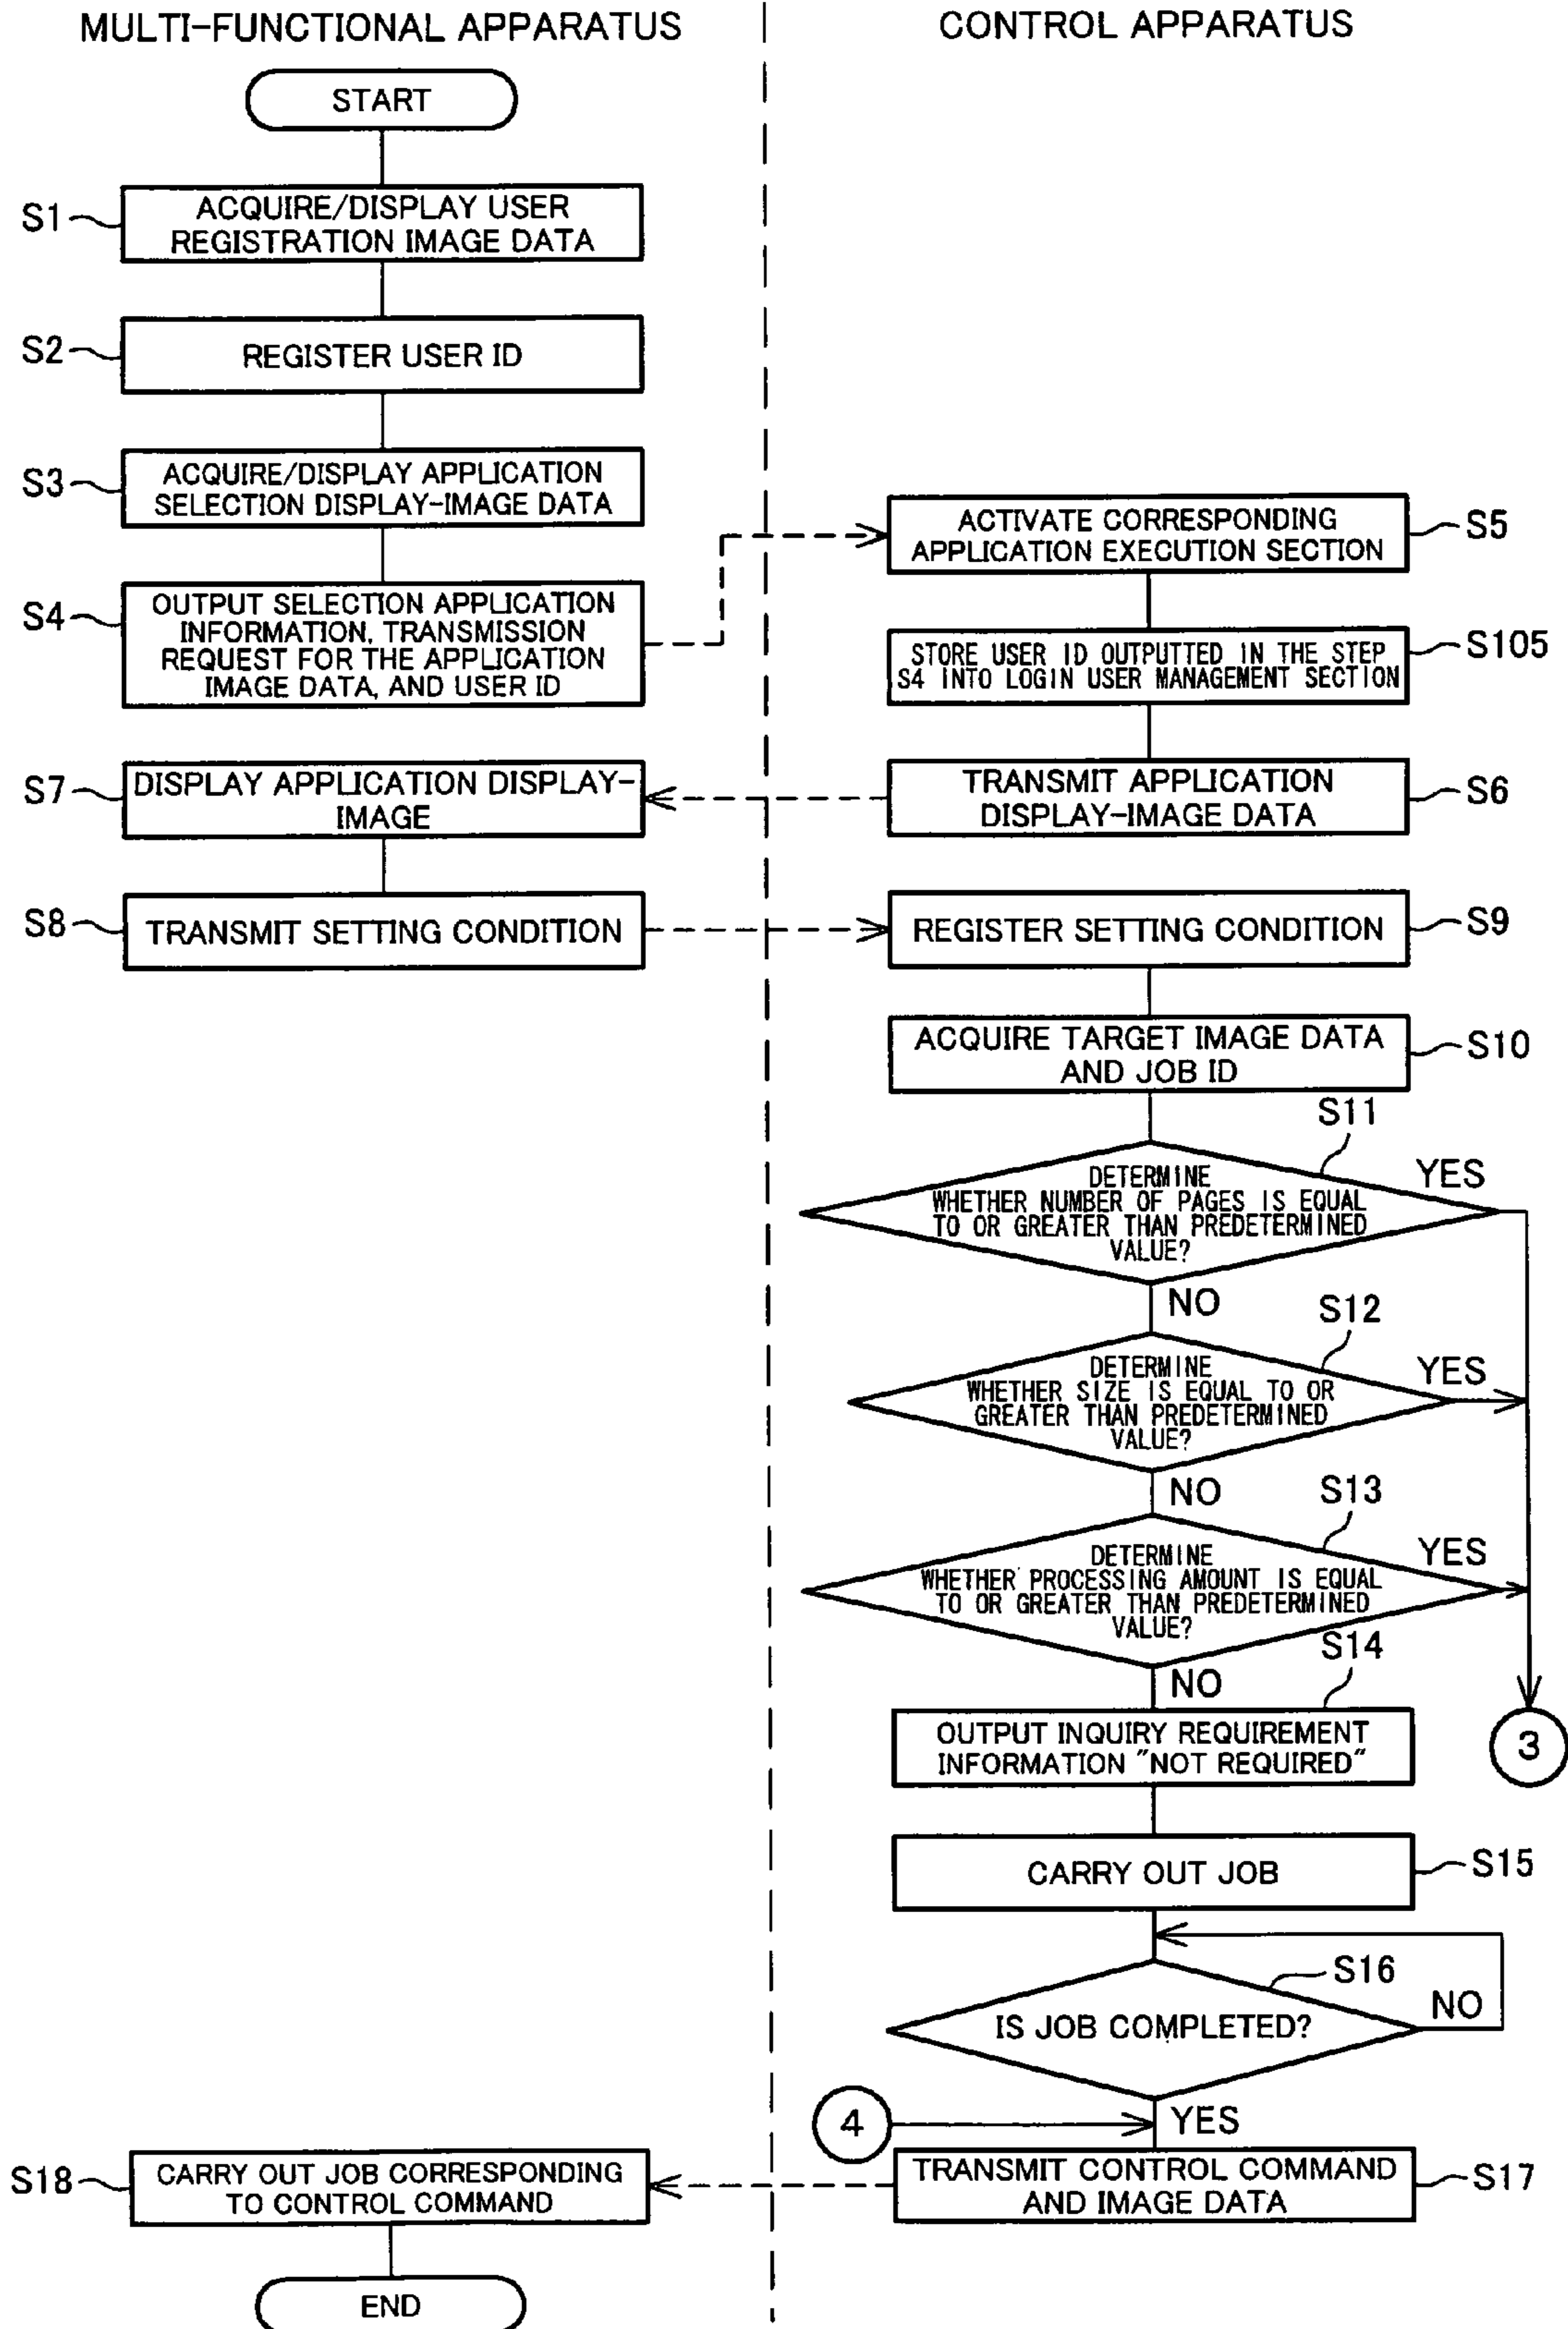 MULTI-FUNCTIONAL APPARATUS
CONTROL APPARATUS
START
S1
ACQUIRE/DISPLAY USER
REGISTRATION IMAGE DATA
S2
REGISTER USER ID
S3
ACQUIRE/DISPLAY APPLICATION
SELECTION DISPLAY-IMAGE DATA
S4
OUTPUT SELECTION APPLICATION
INFORMATION, TRANSMISSION
REQUEST FOR THE APPLICATION
IMAGE DATA, AND USER ID
ACTIVATE CORRESPONDING
APPLICATION EXECUTION SECTION
S5
STORE USER ID OUTPUTTED IN THE STEP
S4 INTO LOGIN USER MANAGEMENT SECTION
S105
TRANSMIT APPLICATION
DISPLAY-IMAGE DATA
S6
S7
DISPLAY APPLICATION DISPLAY-
IMAGE
S8
TRANSMIT SETTING CONDITION
REGISTER SETTING CONDITION
S9
ACQUIRE TARGET IMAGE DATA
AND JOB ID
S10
S11
DETERMINE
WHETHER NUMBER OF PAGES IS EQUAL
TO OR GREATER THAN PREDETERMINED
VALUE?
YES
NO
S12
DETERMINE
WHETHER SIZE IS EQUAL TO OR
GREATER THAN PREDETERMINED
VALUE?
YES
NO
S13
DETERMINE
WHETHER PROCESSING AMOUNT IS EQUAL
TO OR GREATER THAN PREDETERMINED
VALUE?
YES
NO
S14
OUTPUT INQUIRY REQUIREMENT
INFORMATION "NOT REQUIRED"
3
CARRY OUT JOB
S15
S16
IS JOB COMPLETED?
NO
4
YES
TRANSMIT CONTROL COMMAND
AND IMAGE DATA
S17
S18
CARRY OUT JOB CORRESPONDING
TO CONTROL COMMAND
END